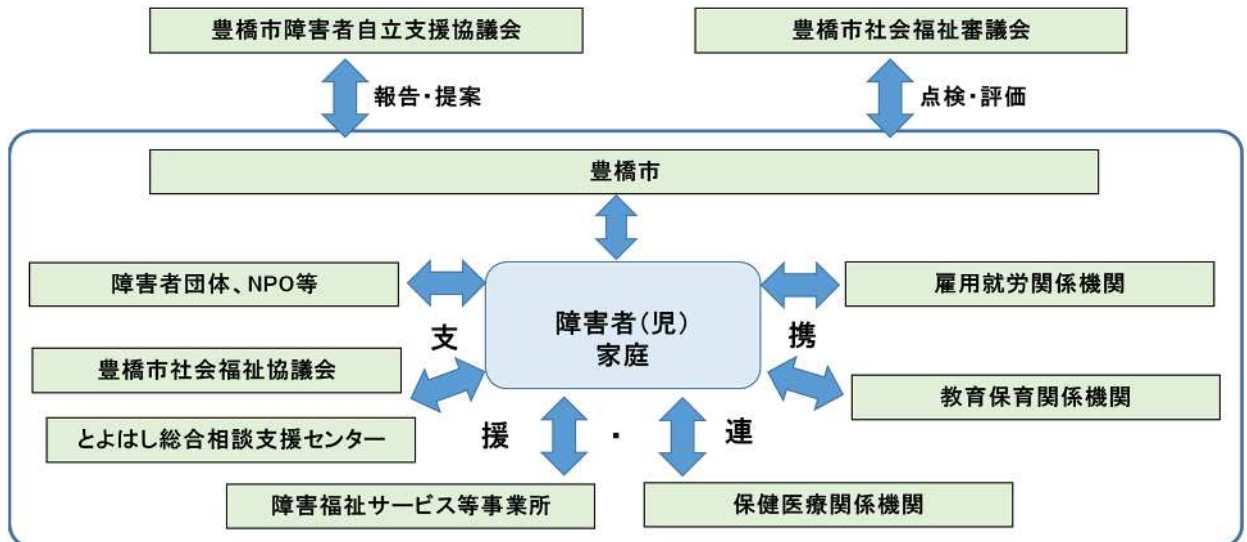 豊橋市障害者自立支援協議会
豊橋市社会福祉審議会
報告・提案
点検・評価
豊橋市
障害者団体、NPO等
雇用就労関係機関
障害者(児)
家庭
支
携
豊橋市社会福祉協議会
教育保育関係機関
とよはし総合相談支援センター
援
・
連
障害福祉サービス等事業所
保健医療関係機関